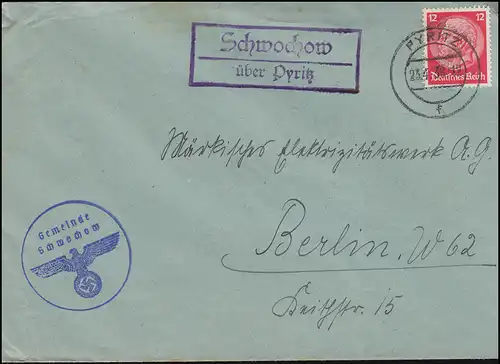 Schwochow
über Pyritz
12 12
Deutsches Reich
PYRITZ
f
Märkisches Elektrizitätswerk A.G.
Berlin W 62
Keithstr. 15
Gemeinde
Schwochow